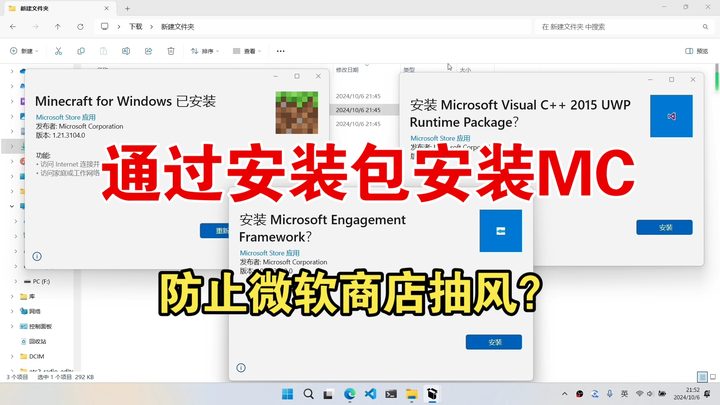 新建文件夹
下载 > 新建文件夹
在 新建文件夹 中搜索
新建
排序
查看
预览
修改日期
类型
大小
2024/10/6 21:45
2024/10/6 21:45
2024/10/6 21:45
Minecraft for Windows 已安装
Microsoft Store 应用
发布者: Microsoft Corporation
版本: 1.21.3104.0
功能:
• 访问 Internet 连接并
• 访问家庭或工作网络
重新
安装 Microsoft Visual C++ 2015 UWP
Runtime Package?
Microsoft Store 应用
安装
通过安装包安装MC
安装 Microsoft Engagement
Framework?
Microsoft Store 应用
发布者: Microsoft Corporation
防止微软商店抽风?
安装
PC (F:)
库
网络
控制面板
回收站
DCIM
3 个项目 选中 1 个项目 292 KB
英
21:52
2024/10/6